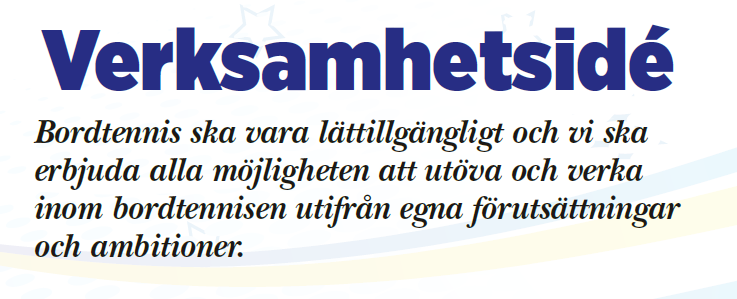 Verksamhetsidé
Bordtennis ska vara lättillgängligt och vi ska
erbjuda alla möjligheten att utöva och verka
inom bordtennisen utifrån egna förutsättningar
och ambitioner.